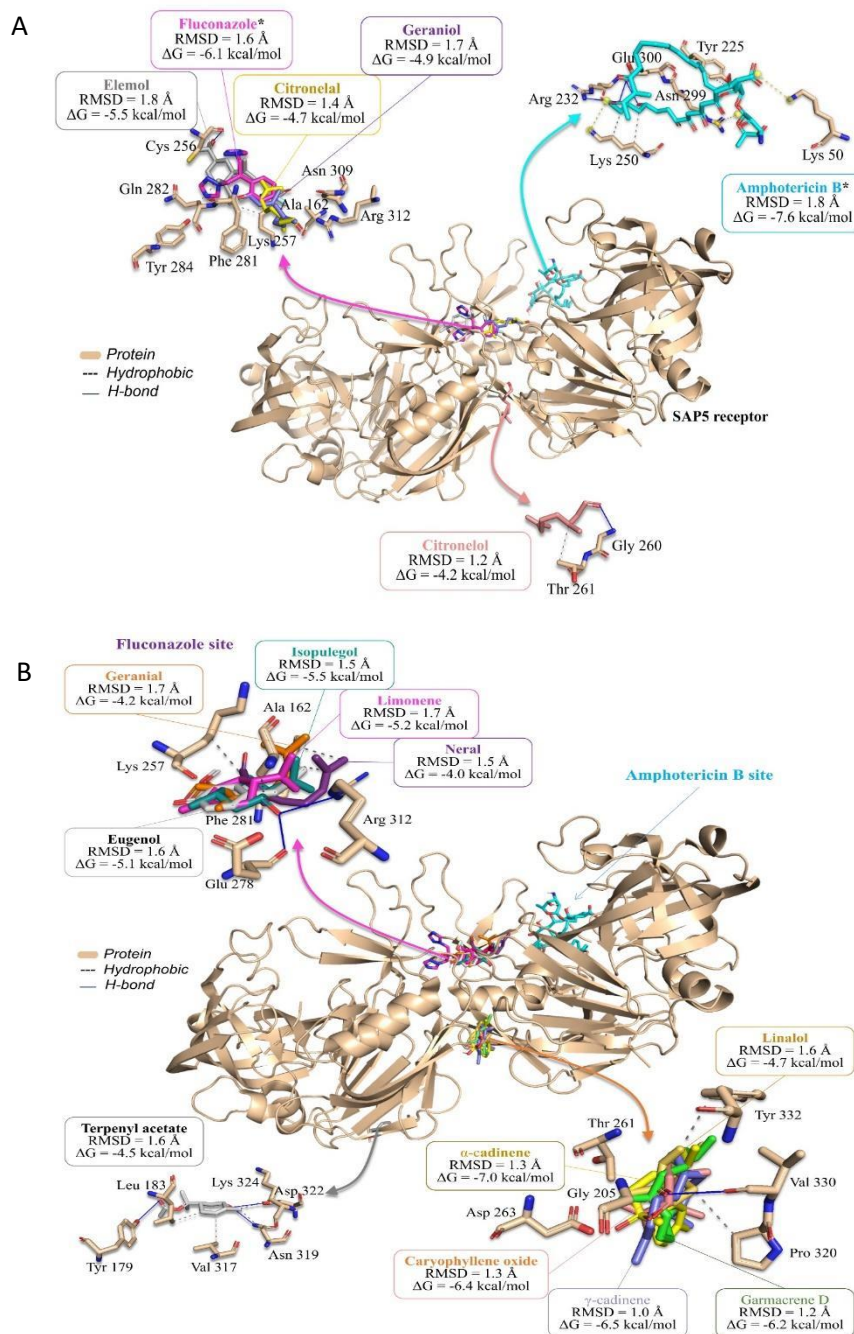 A
Fluconazole*
RMSD = 1.6 Å
ΔG = -6.1 kcal/mol
Geraniol
RMSD = 1.7 Å
ΔG = -4.9 kcal/mol
Elemol
RMSD = 1.8 Å
ΔG = -5.5 kcal/mol
Citronelal
RMSD = 1.4 Å
ΔG = -4.7 kcal/mol
Cys 256
Gln 282
Tyr 284
Phe 281
Lys 257
Ala 162
Asn 309
Arg 312
Glu 300
Tyr 225
Arg 232
Asn 299
Lys 250
Lys 50
Amphotericin B*
RMSD = 1.8 Å
ΔG = -7.6 kcal/mol
Protein
Hydrophobic
H-bond
SAP5 receptor
Citronelol
RMSD = 1.2 Å
ΔG = -4.2 kcal/mol
Gly 260
Thr 261
B
Fluconazole site
Isopulegol
RMSD = 1.5 Å
ΔG = -5.5 kcal/mol
Geranial
RMSD = 1.7 Å
ΔG = -4.2 kcal/mol
Ala 162
Limonene
RMSD = 1.7 Å
ΔG = -5.2 kcal/mol
Neral
RMSD = 1.5 Å
ΔG = -4.0 kcal/mol
Lys 257
Phe 281
Arg 312
Eugenol
RMSD = 1.6 Å
ΔG = -5.1 kcal/mol
Glu 278
Amphotericin B site
Protein
Hydrophobic
H-bond
Linalol
RMSD = 1.6 Å
ΔG = -4.7 kcal/mol
Terpenyl acetate
RMSD = 1.6 Å
ΔG = -4.5 kcal/mol
Leu 183
Lys 324
Asp 322
Tyr 179
Val 317
Asn 319
Thr 261
Tyr 332
α-cadinene
RMSD = 1.3 Å
ΔG = -7.0 kcal/mol
Gly 205
Val 330
Asp 263
Pro 320
Caryophyllene oxide
RMSD = 1.3 Å
ΔG = -6.4 kcal/mol
γ-cadinene
RMSD = 1.0 Å
ΔG = -6.5 kcal/mol
Garmacrene D
RMSD = 1.2 Å
ΔG = -6.2 kcal/mol